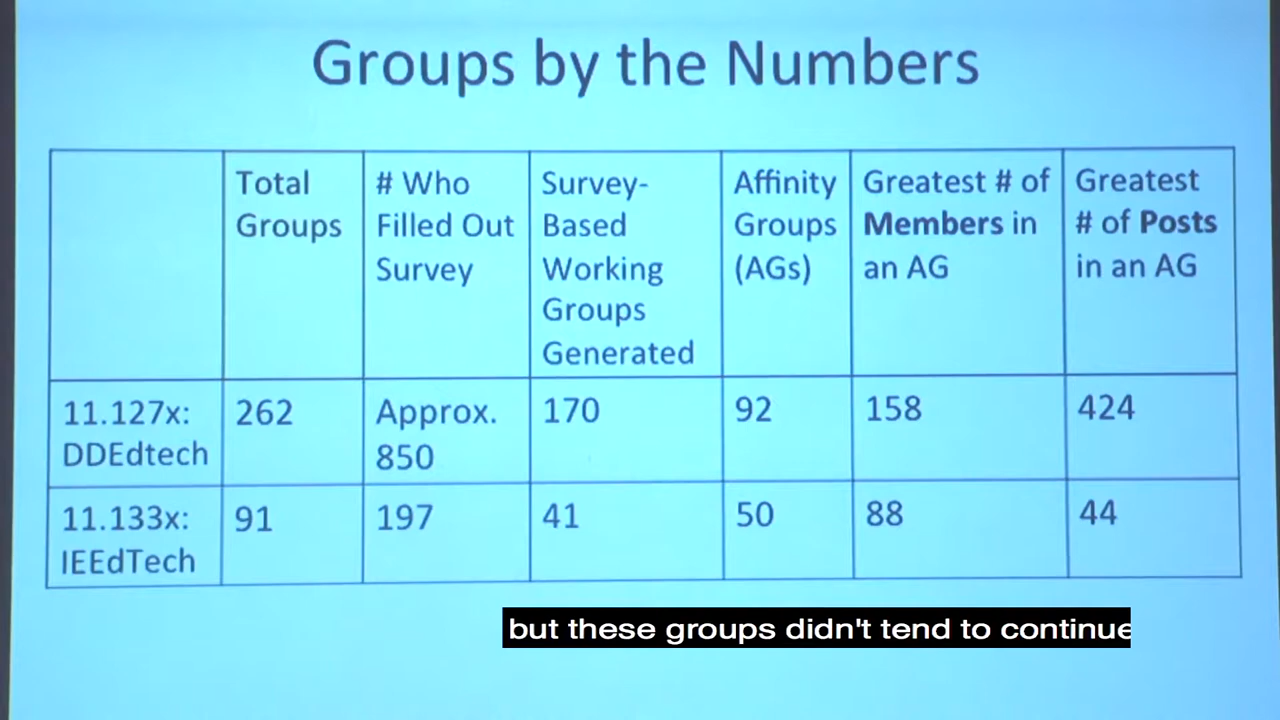 Groups by the Numbers
Total
Groups
# Who
Filled Out
Survey
Survey-
Based
Working
Groups
Generated
Affinity
Groups
(AGs)
Greatest # of
Members in
an AG
Greatest
# of Posts
in an AG
11.127x:
DDEdtech
262
Approx.
850
170
92
158
424
11.133x:
IEEdTech
91
197
41
50
88
44
but these groups didn't tend to continue